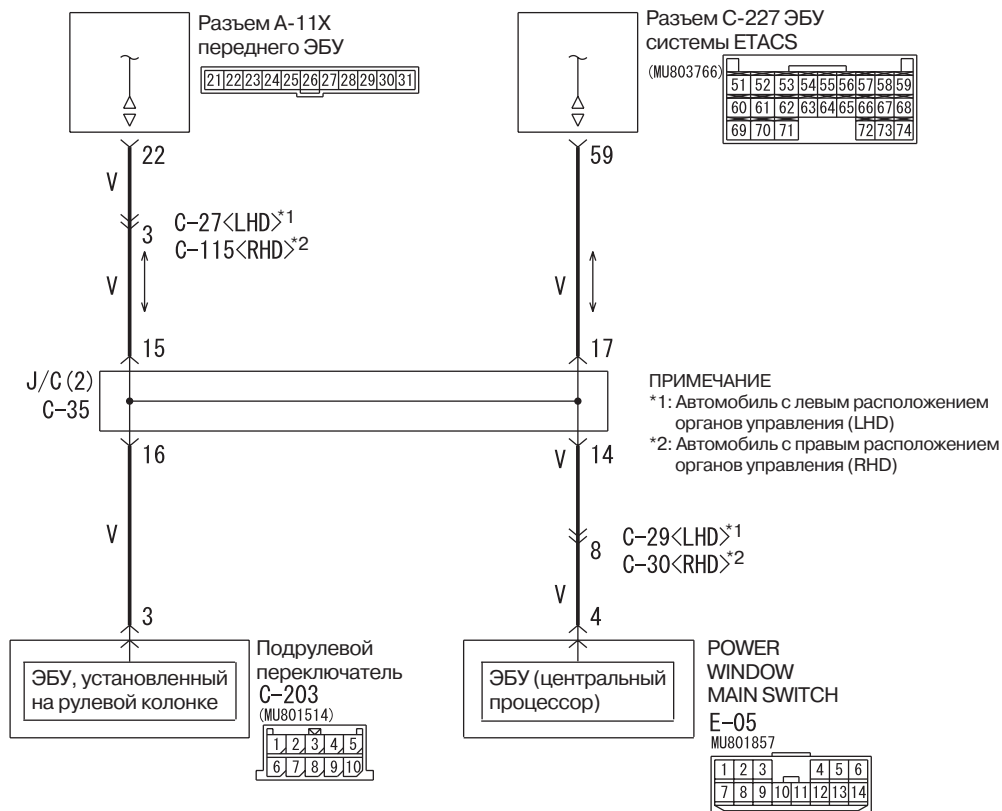 Разъем А-11Х
переднего ЭБУ
21 22 23 24 25 26 27 28 29 30 31
Разъем С-227 ЭБУ
системы ETACS
(MU803766)
51 52 53 54 55 56 57 58 59
60 61 62 63 64 65 66 67 68
69 70 71 72 73 74
22
59
V
C-27<LHD>*1
3
C-115<RHD>*2
V
V
15
17
J/C(2)
C-35
ПРИМЕЧАНИЕ
*1: Автомобиль с левым расположением
органов управления (LHD)
*2: Автомобиль с правым расположением
органов управления (RHD)
16
V
14
V
C-29<LHD>*1
8
C-30<RHD>*2
V
3
4
ЭБУ, установленный
на рулевой колонке
Подрулевой
переключатель
C-203
(MU801514)
1 2 3 4 5
6 7 8 9 10
ЭБУ (центральный
процессор)
POWER
WINDOW
MAIN SWITCH
E-05
MU801857
1 2 3 4 5 6
7 8 9 10 11 12 13 14